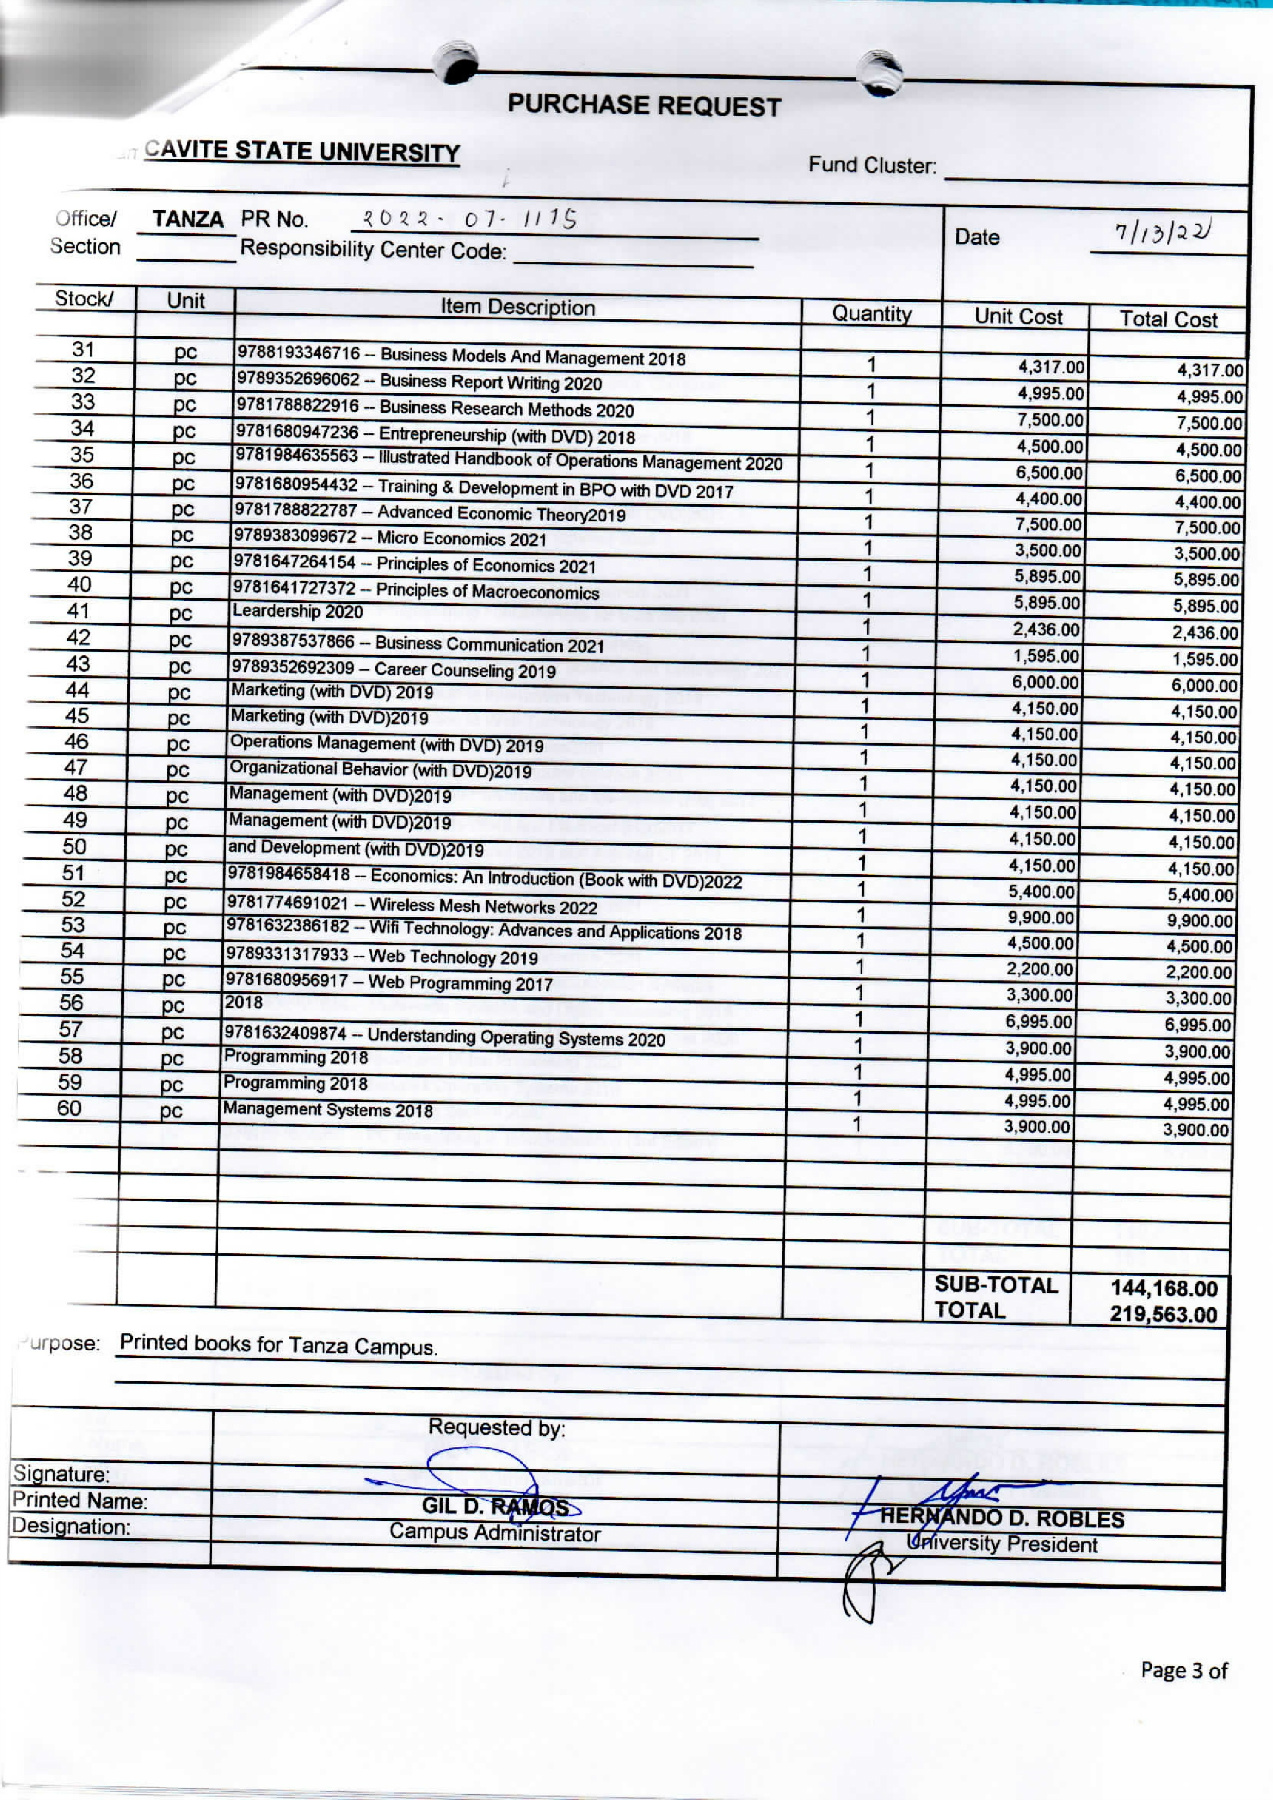 PURCHASE REQUEST
CAVITE STATE UNIVERSITY
Fund Cluster:
Office/ TANZA PR No. 2022-07-1175 Date 7/13/22
Section Responsibility Center Code:
Stock/ Unit Item Description Quantity Unit Cost Total Cost
31 pc 9788193346716 -- Business Models And Management 2018 1 4,317.00 4,317.00
32 pc 9789352696062 -- Business Report Writing 2020 1 4,995.00 4,995.00
33 pc 9781788822916 -- Business Research Methods 2020 1 7,500.00 7,500.00
34 pc 9781680947236 -- Entrepreneurship (with DVD) 2018 1 4,500.00 4,500.00
35 pc 9781984635563 -- Illustrated Handbook of Operations Management 2020 1 6,500.00 6,500.00
36 pc 9781680954432 -- Training & Development in BPO with DVD 2017 1 4,400.00 4,400.00
37 pc 9781788822787 -- Advanced Economic Theory2019 1 7,500.00 7,500.00
38 pc 9789383099672 -- Micro Economics 2021 1 3,500.00 3,500.00
39 pc 9781647264154 -- Principles of Economics 2021 1 5,895.00 5,895.00
40 pc 9781641727372 -- Principles of Macroeconomics 1 5,895.00 5,895.00
41 pc Leardership 2020 1 2,436.00 2,436.00
42 pc 9789387537866 -- Business Communication 2021 1 1,595.00 1,595.00
43 pc 9789352692309 -- Career Counseling 2019 1 6,000.00 6,000.00
44 pc Marketing (with DVD) 2019 1 4,150.00 4,150.00
45 pc Marketing (with DVD)2019 1 4,150.00 4,150.00
46 pc Operations Management (with DVD) 2019 1 4,150.00 4,150.00
47 pc Organizational Behavior (with DVD)2019 1 4,150.00 4,150.00
48 pc Management (with DVD)2019 1 4,150.00 4,150.00
49 pc Management (with DVD)2019 1 4,150.00 4,150.00
50 pc and Development (with DVD)2019 1 4,150.00 4,150.00
51 pc 9781984658418 -- Economics: An Introduction (Book with DVD)2022 1 5,400.00 5,400.00
52 pc 9781774691021 -- Wireless Mesh Networks 2022 1 9,900.00 9,900.00
53 pc 9781632386182 -- Wifi Technology: Advances and Applications 2018 1 4,500.00 4,500.00
54 pc 9789331317933 -- Web Technology 2019 1 2,200.00 2,200.00
55 pc 9781680956917 -- Web Programming 2017 1 3,300.00 3,300.00
56 pc 2018 1 6,995.00 6,995.00
57 pc 9781632409874 -- Understanding Operating Systems 2020 1 3,900.00 3,900.00
58 pc Programming 2018 1 4,995.00 4,995.00
59 pc Programming 2018 1 4,995.00 4,995.00
60 pc Management Systems 2018 1 3,900.00 3,900.00
SUB-TOTAL 144,168.00
TOTAL 219,563.00
urpose: Printed books for Tanza Campus.
Requested by:
Signature:
Printed Name: GIL D. RAMOS HERNANDO D. ROBLES
Designation: Campus Administrator University President
Page 3 of